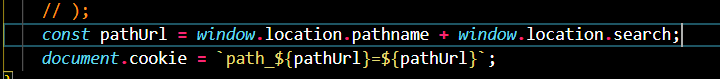 // );
const pathUrl = window.location.pathname + window.location.search;
document.cookie = `path_${pathUrl}=${pathUrl}`;
}